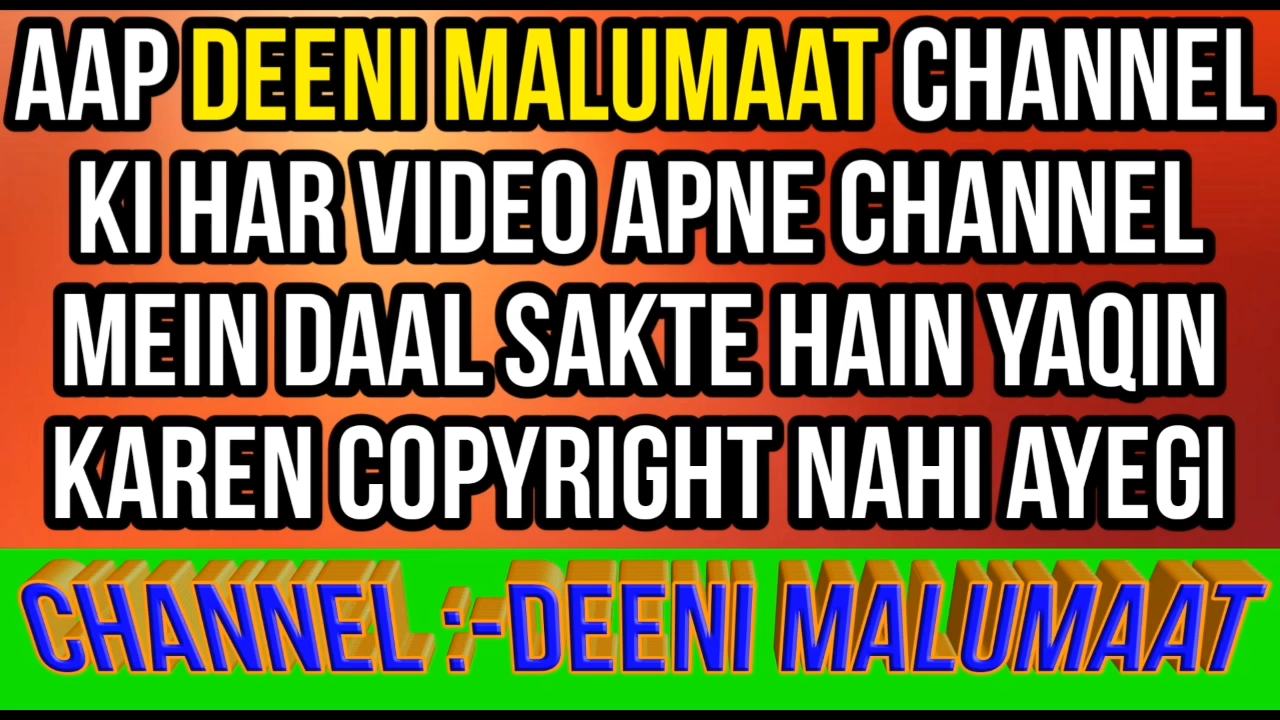 AAP DEENI MALUMAAT CHANNEL
KI HAR VIDEO APNE CHANNEL
MEIN DAAL SAKTE HAIN YAQIN
KAREN COPYRIGHT NAHI AYEGI
CHANNEL :-DEENI MALUMAAT